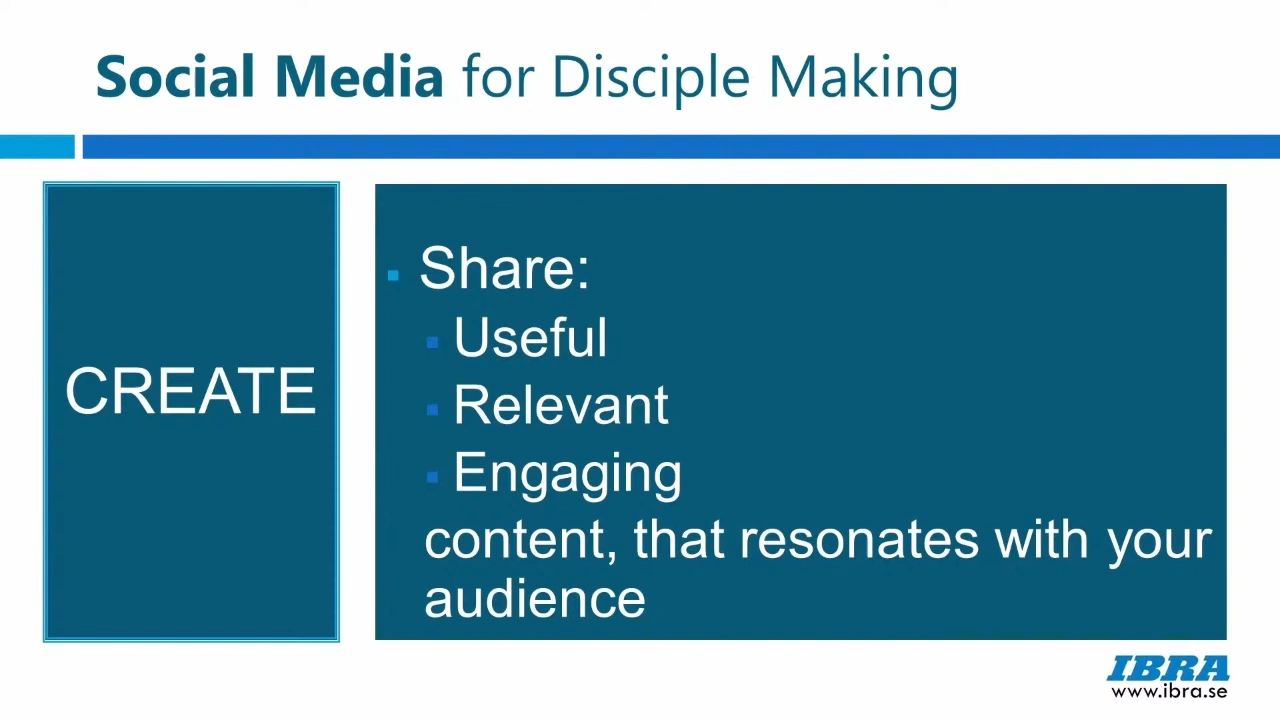 Social Media for Disciple Making
CREATE
Share:
Useful
Relevant
Engaging
content, that resonates with your
audience
IBRA
www.ibra.se